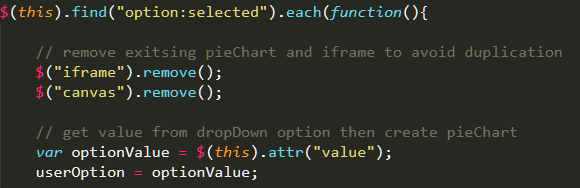 $(this).find("option:selected").each(function(){
// remove exitsing pieChart and iframe to avoid duplication
$("iframe").remove();
$("canvas").remove();
// get value from dropDown option then create pieChart
var optionValue = $(this).attr("value");
userOption = optionValue;